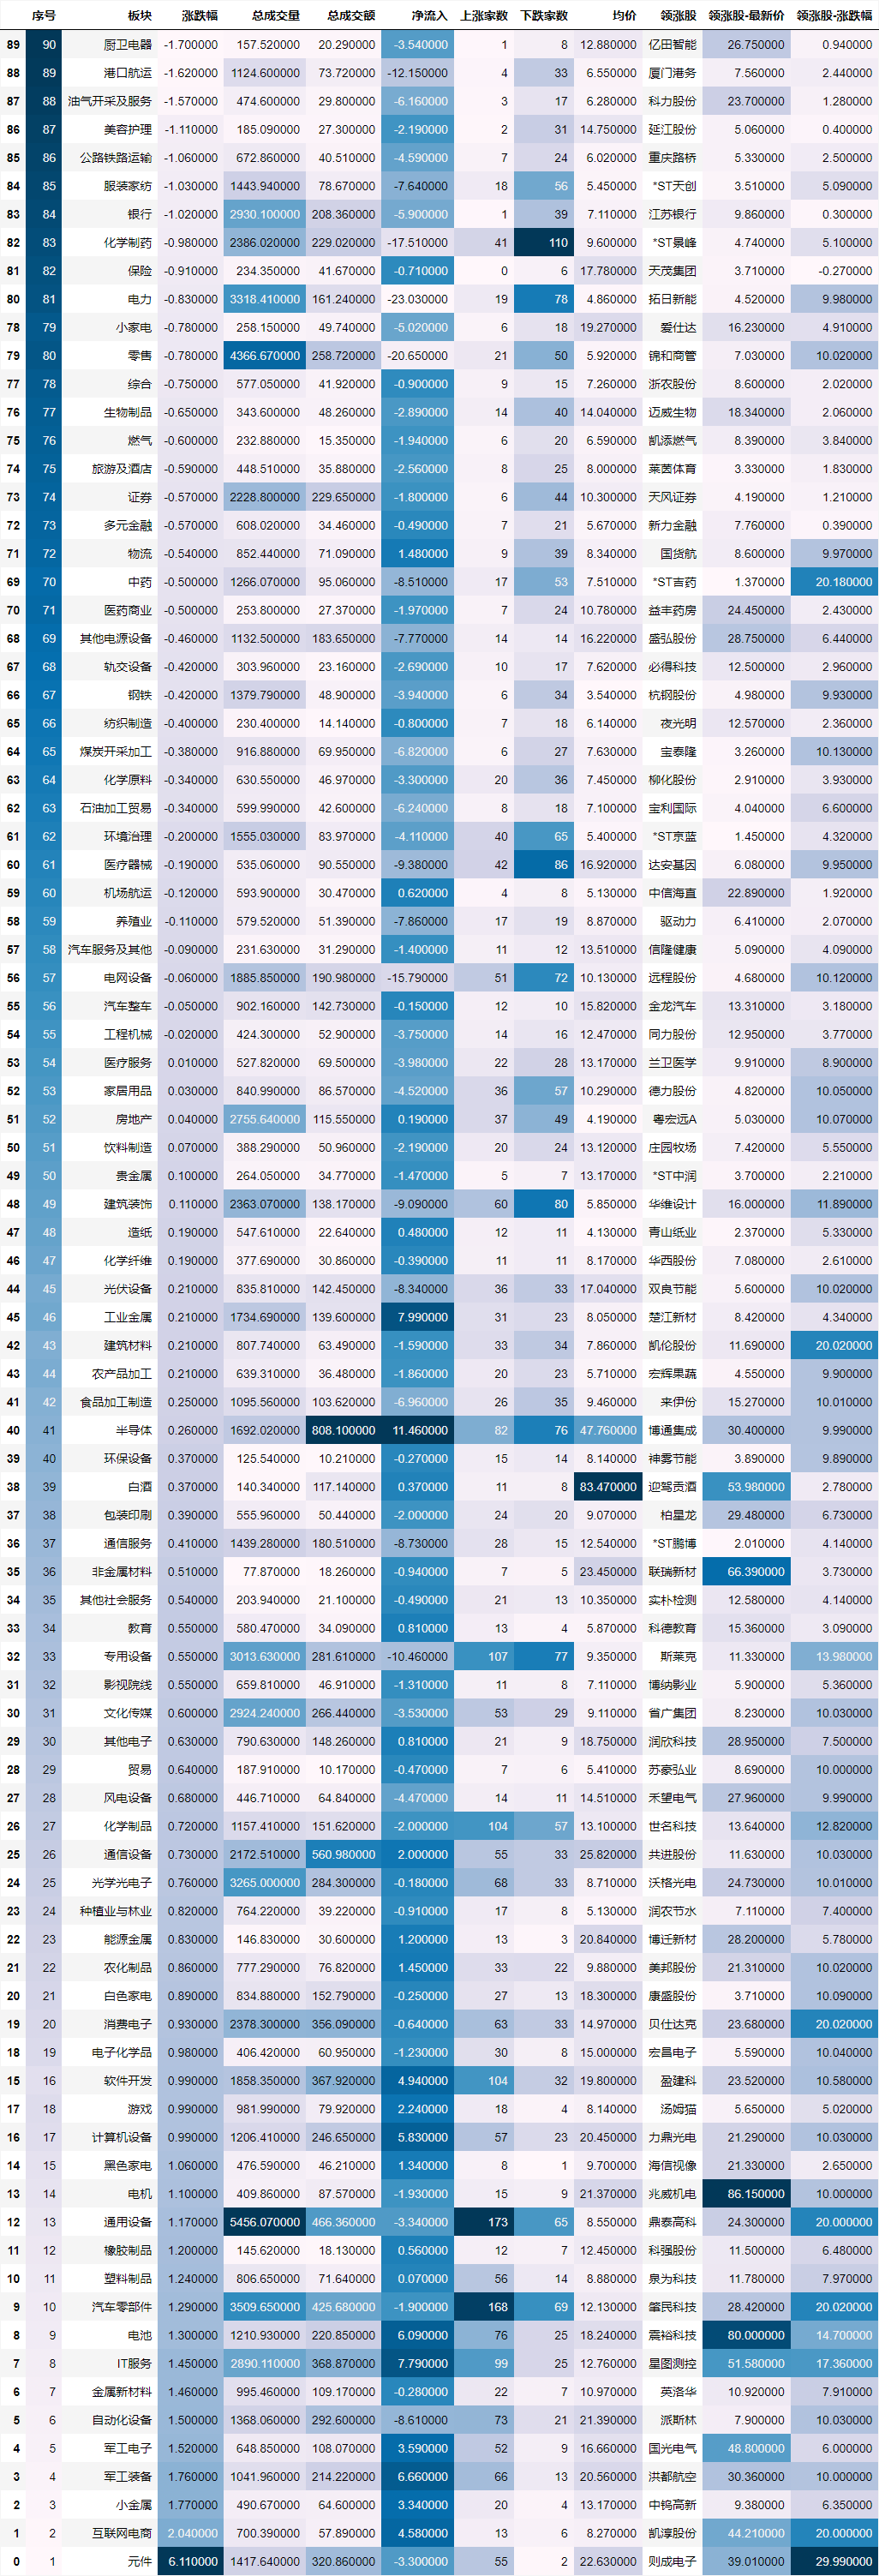 序号 板块 涨跌幅 总成交量 总成交额 净流入 上涨家数 下跌家数 均价 领涨股 领涨股-最新价 领涨股-涨跌幅
89 90 厨卫电器 -1.700000 157.520000 20.290000 -3.540000 1 8 12.880000 亿田智能 26.750000 0.940000
88 89 港口航运 -1.620000 1124.600000 73.720000 -12.150000 4 33 6.550000 厦门港务 7.560000 2.440000
87 88 油气开采及服务 -1.570000 474.600000 29.800000 -6.160000 3 17 6.280000 科力股份 23.700000 1.280000
86 87 美容护理 -1.110000 185.090000 27.300000 -2.190000 2 31 14.750000 延江股份 5.060000 0.400000
85 86 公路铁路运输 -1.060000 672.860000 40.510000 -4.590000 7 24 6.020000 重庆路桥 5.330000 2.500000
84 85 服装家纺 -1.030000 1443.940000 78.670000 -7.640000 18 56 5.450000 *ST天创 3.510000 5.090000
83 84 银行 -1.020000 2930.100000 208.360000 -5.900000 1 39 7.110000 江苏银行 9.860000 0.300000
82 83 化学制药 -0.980000 2386.020000 229.020000 -17.510000 41 110 9.600000 *ST景峰 4.740000 5.100000
81 82 保险 -0.910000 234.350000 41.670000 -0.710000 0 6 17.780000 天茂集团 3.710000 -0.270000
80 81 电力 -0.830000 3318.410000 161.240000 -23.030000 19 78 4.860000 拓日新能 4.520000 9.980000
78 79 小家电 -0.780000 258.150000 49.740000 -5.020000 6 18 19.270000 爱仕达 16.230000 4.910000
79 80 零售 -0.780000 4366.670000 258.720000 -20.650000 21 50 5.920000 锦和商管 7.030000 10.020000
77 78 综合 -0.750000 577.050000 41.920000 -0.900000 9 15 7.260000 浙农股份 8.600000 2.020000
76 77 生物制品 -0.650000 343.600000 48.260000 -2.890000 14 40 14.040000 迈威生物 18.340000 2.060000
75 76 燃气 -0.600000 232.880000 15.350000 -1.940000 6 20 6.590000 凯添燃气 8.390000 3.840000
74 75 旅游及酒店 -0.590000 448.510000 35.880000 -2.560000 8 25 8.000000 莱茵体育 3.330000 1.830000
73 74 证券 -0.570000 2228.800000 229.650000 -1.800000 6 44 10.300000 天风证券 4.190000 1.210000
72 73 多元金融 -0.570000 608.020000 34.460000 -0.490000 7 21 5.670000 新力金融 7.760000 0.390000
71 72 物流 -0.540000 852.440000 71.090000 1.480000 9 39 8.340000 国货航 8.600000 9.970000
69 70 中药 -0.500000 1266.070000 95.060000 -8.510000 17 53 7.510000 *ST吉药 1.370000 20.180000
70 71 医药商业 -0.500000 253.800000 27.370000 -1.970000 7 24 10.780000 益丰药房 24.450000 2.430000
68 69 其他电源设备 -0.460000 1132.500000 183.650000 -7.770000 14 14 16.220000 盛弘股份 28.750000 6.440000
67 68 轨交设备 -0.420000 303.960000 23.160000 -2.690000 10 17 7.620000 必得科技 12.500000 2.960000
66 67 钢铁 -0.420000 1379.790000 48.900000 -3.940000 6 34 3.540000 杭钢股份 4.980000 9.930000
65 66 纺织制造 -0.400000 230.400000 14.140000 -0.800000 7 18 6.140000 夜光明 12.570000 2.360000
64 65 煤炭开采加工 -0.380000 916.880000 69.950000 -6.820000 6 27 7.630000 宝泰隆 3.260000 10.130000
63 64 化学原料 -0.340000 630.550000 46.970000 -3.300000 20 36 7.450000 柳化股份 2.910000 3.930000
62 63 石油加工贸易 -0.340000 599.990000 42.600000 -6.240000 8 18 7.100000 宝利国际 4.040000 6.600000
61 62 环境治理 -0.200000 1555.030000 83.970000 -4.110000 40 65 5.400000 *ST京蓝 1.450000 4.320000
60 61 医疗器械 -0.190000 535.060000 90.550000 -9.380000 42 86 16.920000 达安基因 6.080000 9.950000
59 60 机场航运 -0.120000 593.900000 30.470000 0.620000 4 8 5.130000 中信海直 22.890000 1.920000
58 59 养殖业 -0.110000 579.520000 51.390000 -7.860000 17 19 8.870000 驱动力 6.410000 2.070000
57 58 汽车服务及其他 -0.090000 231.630000 31.290000 -1.400000 11 12 13.510000 信隆健康 5.090000 4.090000
56 57 电网设备 -0.060000 1885.850000 190.980000 -15.790000 51 72 10.130000 远程股份 4.680000 10.120000
55 56 汽车整车 -0.050000 902.160000 142.730000 -0.150000 12 10 15.820000 金龙汽车 13.310000 3.180000
54 55 工程机械 -0.020000 424.300000 52.900000 -3.750000 14 16 12.470000 同力股份 12.950000 3.770000
53 54 医疗服务 0.010000 527.820000 69.500000 -3.980000 22 28 13.170000 兰卫医学 9.910000 8.900000
52 53 家居用品 0.030000 840.990000 86.570000 -4.520000 36 57 10.290000 德力股份 4.820000 10.050000
51 52 房地产 0.040000 2755.640000 115.550000 0.190000 37 49 4.190000 粤宏远A 5.030000 10.070000
50 51 饮料制造 0.070000 388.290000 50.960000 -2.190000 20 24 13.120000 庄园牧场 7.420000 5.550000
49 50 贵金属 0.100000 264.050000 34.770000 -1.470000 5 7 13.170000 *ST中润 3.700000 2.210000
48 49 建筑装饰 0.110000 2363.070000 138.170000 -9.090000 60 80 5.850000 华维设计 16.000000 11.890000
47 48 造纸 0.190000 547.610000 22.640000 0.480000 12 11 4.130000 青山纸业 2.370000 5.330000
46 47 化学纤维 0.190000 377.690000 30.860000 -0.390000 11 11 8.170000 华西股份 7.080000 2.610000
44 45 光伏设备 0.210000 835.810000 142.450000 -8.340000 36 33 17.040000 双良节能 5.600000 10.020000
45 46 工业金属 0.210000 1734.690000 139.600000 7.990000 31 23 8.050000 楚江新材 8.420000 4.340000
42 43 建筑材料 0.210000 807.740000 63.490000 -1.590000 33 34 7.860000 凯伦股份 11.690000 20.020000
43 44 农产品加工 0.210000 639.310000 36.480000 -1.860000 20 23 5.710000 宏辉果蔬 4.550000 9.900000
41 42 食品加工制造 0.250000 1095.560000 103.620000 -6.960000 26 35 9.460000 来伊份 15.270000 10.010000
40 41 半导体 0.260000 1692.020000 808.100000 11.460000 82 76 47.760000 博通集成 30.400000 9.990000
39 40 环保设备 0.370000 125.540000 10.210000 -0.270000 15 14 8.140000 神雾节能 3.890000 9.890000
38 39 白酒 0.370000 140.340000 117.140000 0.370000 11 8 83.470000 迎驾贡酒 53.980000 2.780000
37 38 包装印刷 0.390000 555.960000 50.440000 -2.000000 24 20 9.070000 柏星龙 29.480000 6.730000
36 37 通信服务 0.410000 1439.280000 180.510000 -8.730000 28 15 12.540000 *ST鹏博 2.010000 4.140000
35 36 非金属材料 0.510000 77.870000 18.260000 -0.940000 7 5 23.450000 联瑞新材 66.390000 3.730000
34 35 其他社会服务 0.540000 203.940000 21.100000 -0.490000 21 13 10.350000 实朴检测 12.580000 4.140000
33 34 教育 0.550000 580.470000 34.090000 0.810000 13 4 5.870000 科德教育 15.360000 3.090000
32 33 专用设备 0.550000 3013.630000 281.610000 -10.460000 107 77 9.350000 斯莱克 11.330000 13.980000
31 32 影视院线 0.550000 659.810000 46.910000 -1.310000 11 8 7.110000 博纳影业 5.900000 5.360000
30 31 文化传媒 0.600000 2924.240000 266.440000 -3.530000 53 29 9.110000 省广集团 8.230000 10.030000
29 30 其他电子 0.630000 790.630000 148.260000 0.810000 21 9 18.750000 润欣科技 28.950000 7.500000
28 29 贸易 0.640000 187.910000 10.170000 -0.470000 7 6 5.410000 苏豪弘业 8.690000 10.000000
27 28 风电设备 0.680000 446.710000 64.840000 -4.470000 14 11 14.510000 禾望电气 27.960000 9.990000
26 27 化学制品 0.720000 1157.410000 151.620000 -2.000000 104 57 13.100000 世名科技 13.640000 12.820000
25 26 通信设备 0.730000 2172.510000 560.980000 2.000000 55 33 25.820000 共进股份 11.630000 10.030000
24 25 光学光电子 0.760000 3265.000000 284.300000 -0.180000 68 33 8.710000 沃格光电 24.730000 10.010000
23 24 种植业与林业 0.820000 764.220000 39.220000 -0.910000 17 8 5.130000 润农节水 7.110000 7.400000
22 23 能源金属 0.830000 146.830000 30.600000 1.200000 13 3 20.840000 博迁新材 28.200000 5.780000
21 22 农化制品 0.860000 777.290000 76.820000 1.450000 33 22 9.880000 美邦股份 21.310000 10.020000
20 21 白色家电 0.890000 834.880000 152.790000 -0.250000 27 13 18.300000 康盛股份 3.710000 10.090000
19 20 消费电子 0.930000 2378.300000 356.090000 -0.640000 63 33 14.970000 贝仕达克 23.680000 20.020000
18 19 电子化学品 0.980000 406.420000 60.950000 -1.230000 30 8 15.000000 宏昌电子 5.590000 10.040000
15 16 软件开发 0.990000 1858.350000 367.920000 4.940000 104 32 19.800000 盈建科 23.520000 10.580000
17 18 游戏 0.990000 981.990000 79.920000 2.240000 18 4 8.140000 汤姆猫 5.650000 5.020000
16 17 计算机设备 0.990000 1206.410000 246.650000 5.830000 57 23 20.450000 力鼎光电 21.290000 10.030000
14 15 黑色家电 1.060000 476.590000 46.210000 1.340000 8 1 9.700000 海信视像 21.330000 2.650000
13 14 电机 1.100000 409.860000 87.570000 -1.930000 15 9 21.370000 兆威机电 86.150000 10.000000
12 13 通用设备 1.170000 5456.070000 466.360000 -3.340000 173 65 8.550000 鼎泰高科 24.300000 20.000000
11 12 橡胶制品 1.200000 145.620000 18.130000 0.560000 12 7 12.450000 科强股份 11.500000 6.480000
10 11 塑料制品 1.240000 806.650000 71.640000 0.070000 56 14 8.880000 泉为科技 11.780000 7.970000
9 10 汽车零部件 1.290000 3509.650000 425.680000 -1.900000 168 69 12.130000 肇民科技 28.420000 20.020000
8 9 电池 1.300000 1210.930000 220.850000 6.090000 76 25 18.240000 震裕科技 80.000000 14.700000
7 8 IT服务 1.450000 2890.110000 368.870000 7.790000 99 25 12.760000 星图测控 51.580000 17.360000
6 7 金属新材料 1.460000 995.460000 109.170000 -0.280000 22 7 10.970000 英洛华 10.920000 7.910000
5 6 自动化设备 1.500000 1368.060000 292.600000 -8.610000 73 21 21.390000 派斯林 7.900000 10.030000
4 5 军工电子 1.520000 648.850000 108.070000 3.590000 52 9 16.660000 国光电气 48.800000 6.000000
3 4 军工装备 1.760000 1041.960000 214.220000 6.660000 66 13 20.560000 洪都航空 30.360000 10.000000
2 3 小金属 1.770000 490.670000 64.600000 3.340000 20 4 13.170000 中钨高新 9.380000 6.350000
1 2 互联网电商 2.040000 700.390000 57.890000 4.580000 13 6 8.270000 凯淳股份 44.210000 20.000000
0 1 元件 6.110000 1417.640000 320.860000 -3.300000 55 2 22.630000 则成电子 39.010000 29.990000